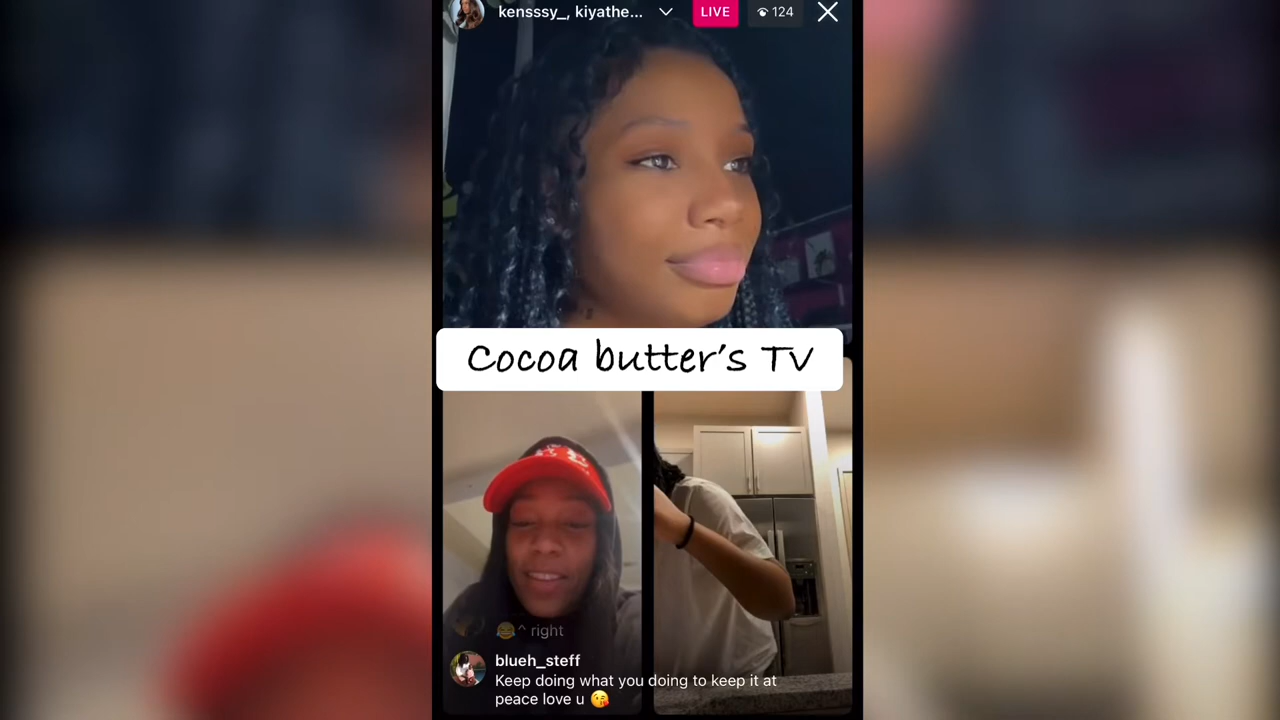 kensssy_, kiyathe...
LIVE
124
Cocoa butter's TV
😂^ right
blueh_steff
Keep doing what you doing to keep it at
peace love u 😘